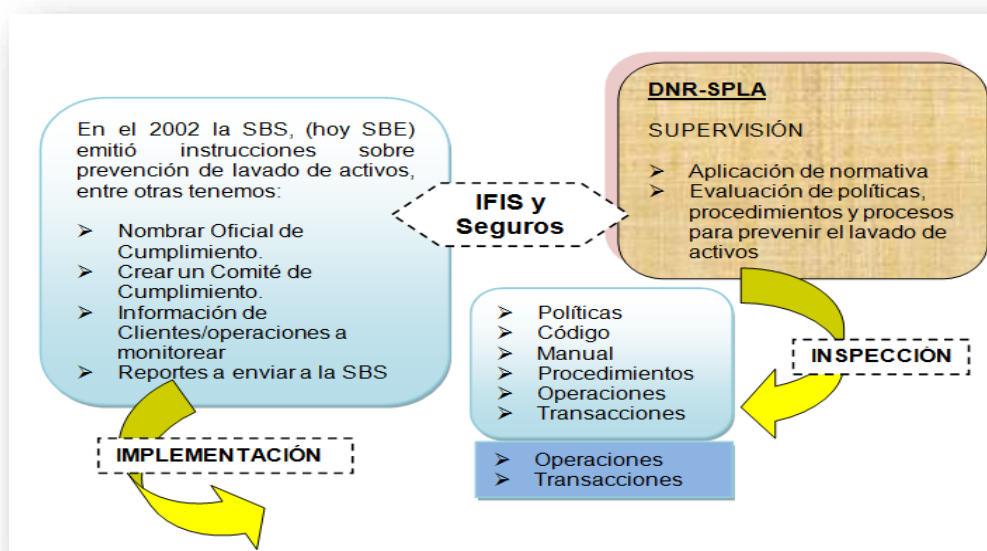 En el 2002 la SBS, (hoy SBE)
emitió instrucciones sobre
prevención de lavado de activos,
entre otras tenemos:
➢ Nombrar Oficial de
Cumplimiento.
➢ Crear un Comité de
Cumplimiento.
➢ Información de
Clientes/operaciones a
monitorear
➢ Reportes a enviar a la SBS
IMPLEMENTACIÓN
IFIS y
Seguros
DNR-SPLA
SUPERVISIÓN
➢ Aplicación de normativa
➢ Evaluación de políticas,
procedimientos y procesos
para prevenir el lavado de
activos
INSPECCIÓN
➢ Políticas
➢ Código
➢ Manual
➢ Procedimientos
➢ Operaciones
➢ Transacciones
➢ Operaciones
➢ Transacciones